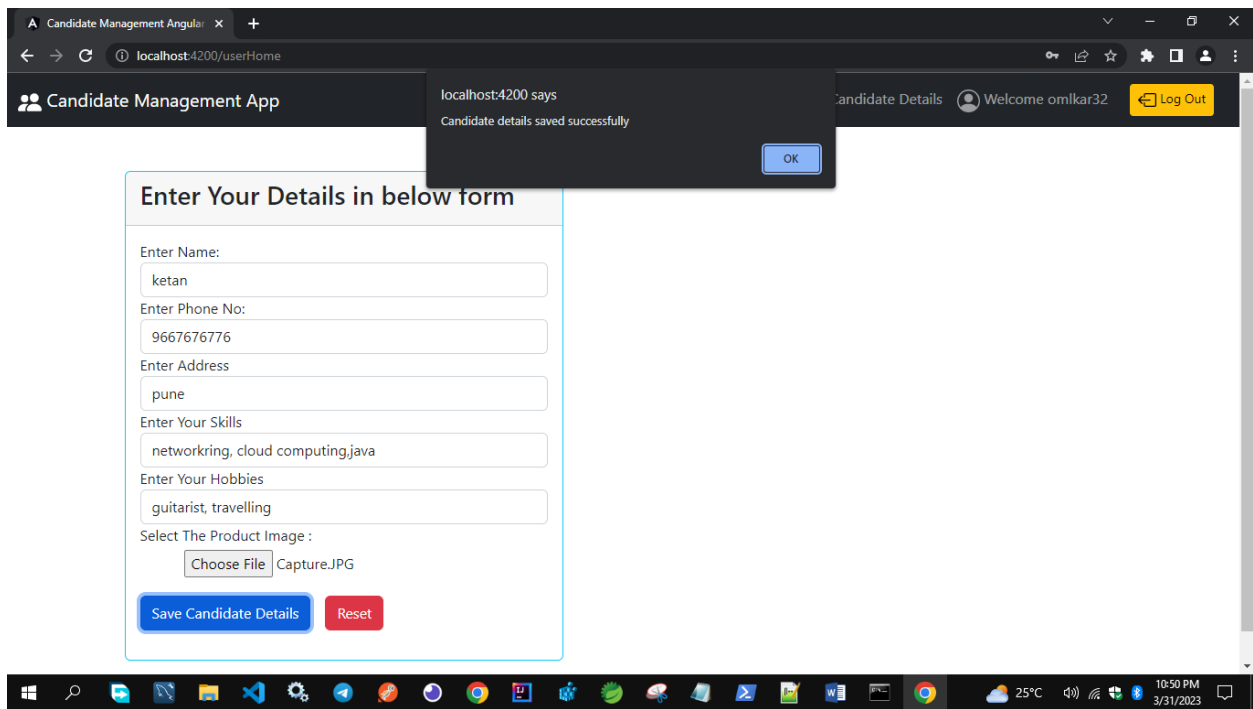 Candidate Management Angular
localhost:4200/userHome
Candidate Management App
Candidate Details
Welcome omlkar32
Log Out
localhost:4200 says
Candidate details saved successfully
OK
Enter Your Details in below form
Enter Name:
ketan
Enter Phone No:
9667676776
Enter Address
pune
Enter Your Skills
networkring, cloud computing,java
Enter Your Hobbies
guitarist, travelling
Select The Product Image :
Choose File Capture.JPG
Save Candidate Details
Reset
25°C
10:50 PM
3/31/2023